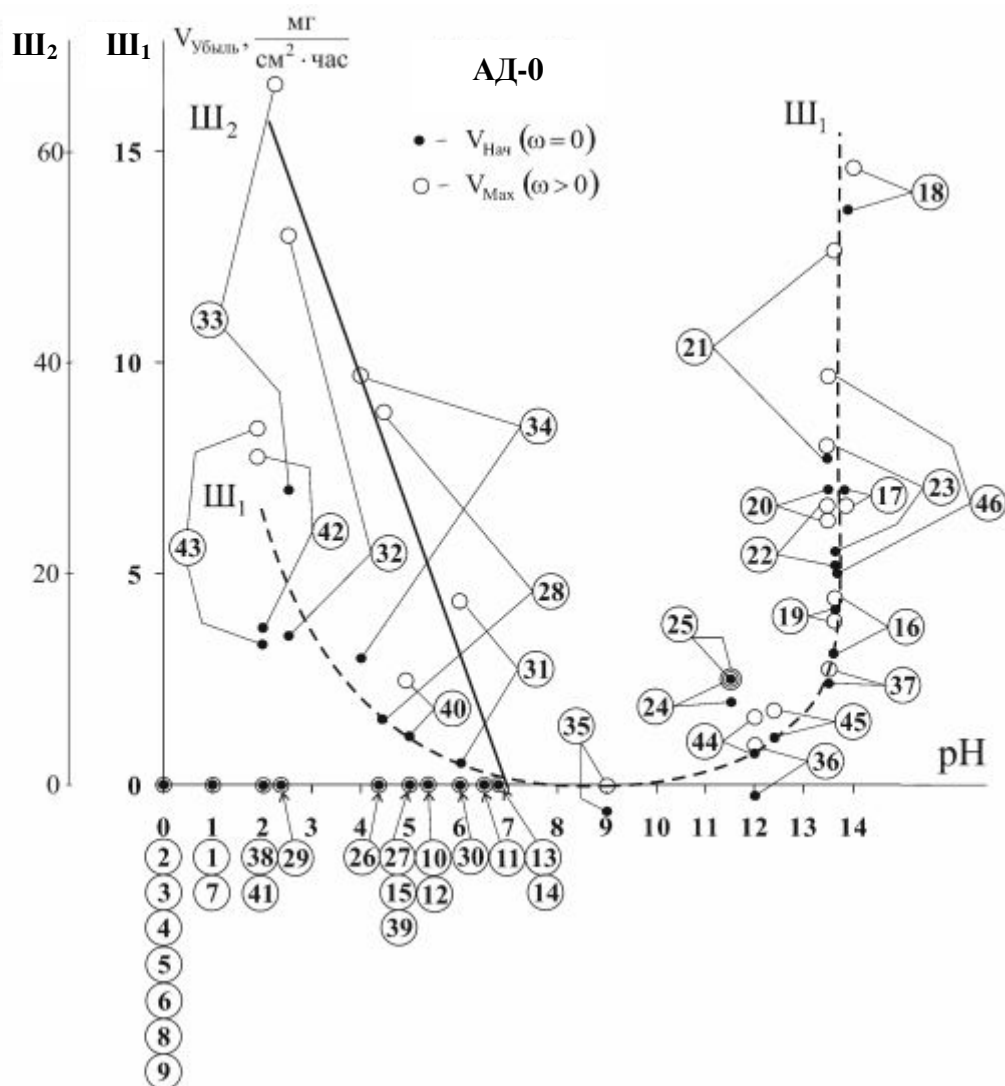 Ш₂ Ш₁ V_Убыль, мг / см² · час
АД-0
Ш₂ Ш₁
● – V_Нач (ω = 0)
○ – V_Max (ω > 0)
60 15
18
33 21
40 10
34
Ш₁ 20 17 23 46
43 42 32 22
20 5 28
25 19 16
31
40 24 37
35 44 45
36
0 0 pH
0 1 2 3 4 5 6 7 8 9 10 11 12 13 14
2 1 38 29 26 27 10 30 11 13
3 7 41 15 12 14
4 39
5
6
8
9